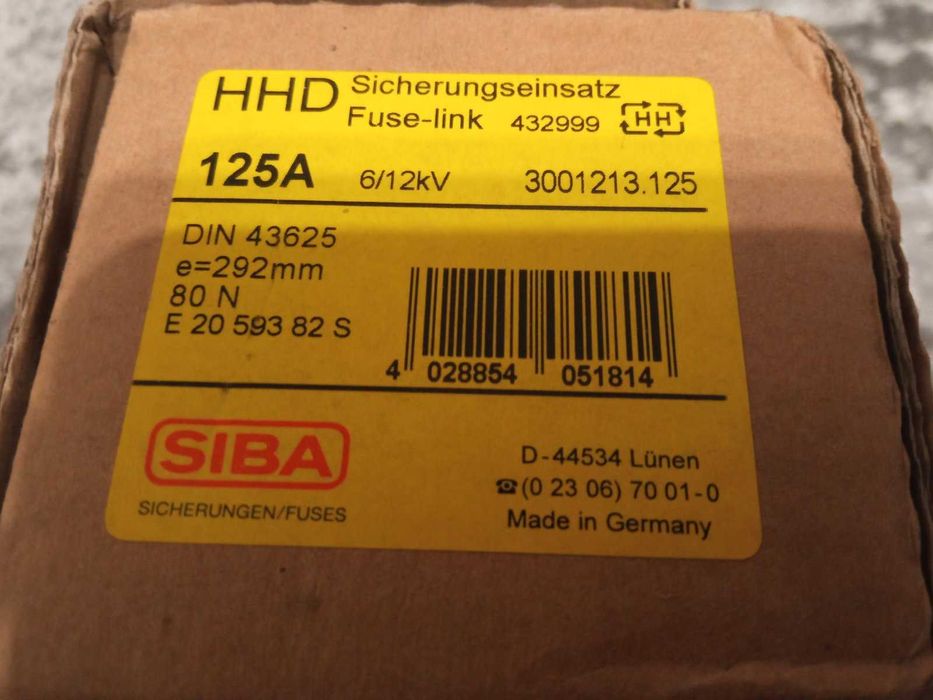 HHD Sicherungseinsatz
Fuse-link 432999 HH
125A 6/12kV 3001213.125
DIN 43625
e=292mm
80 N
E 20 593 82 S
4 028854 051814
SIBA
SICHERUNGEN/FUSES
D-44534 Lünen
☎ (0 23 06) 70 01-0
Made in Germany